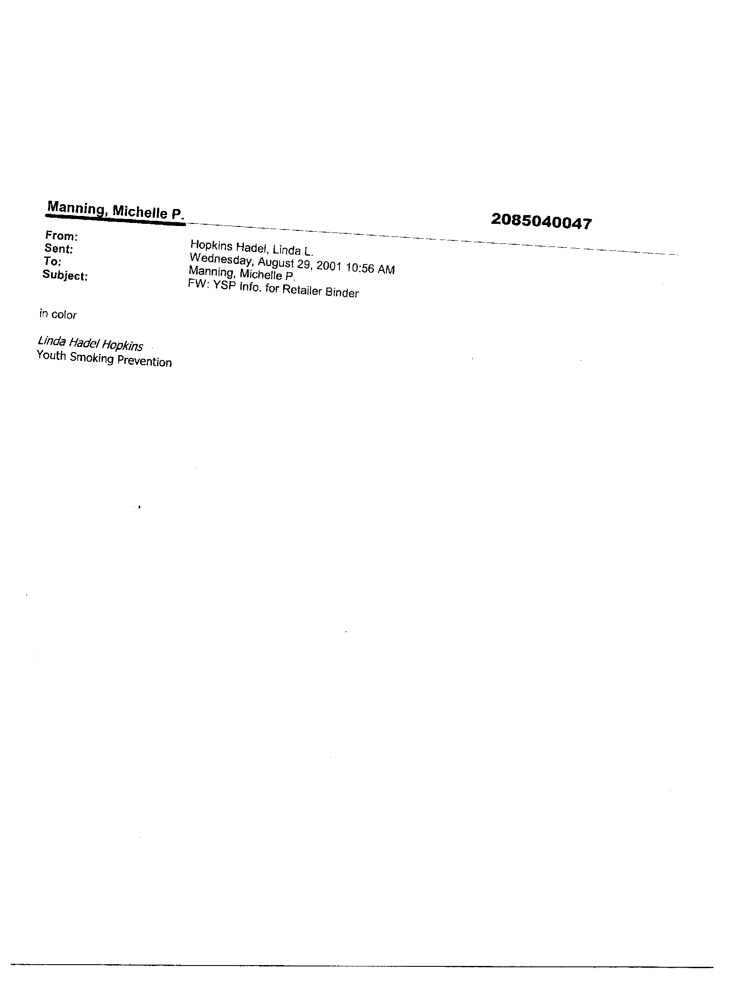 Manning, Michelle P.
2085040047
From: Hopkins Hadel, Linda L.
Sent: Wednesday, August 29, 2001 10:56 AM
To: Manning, Michelle P.
Subject: FW: YSP Info. for Retailer Binder
in color
Linda Hadel Hopkins
Youth Smoking Prevention